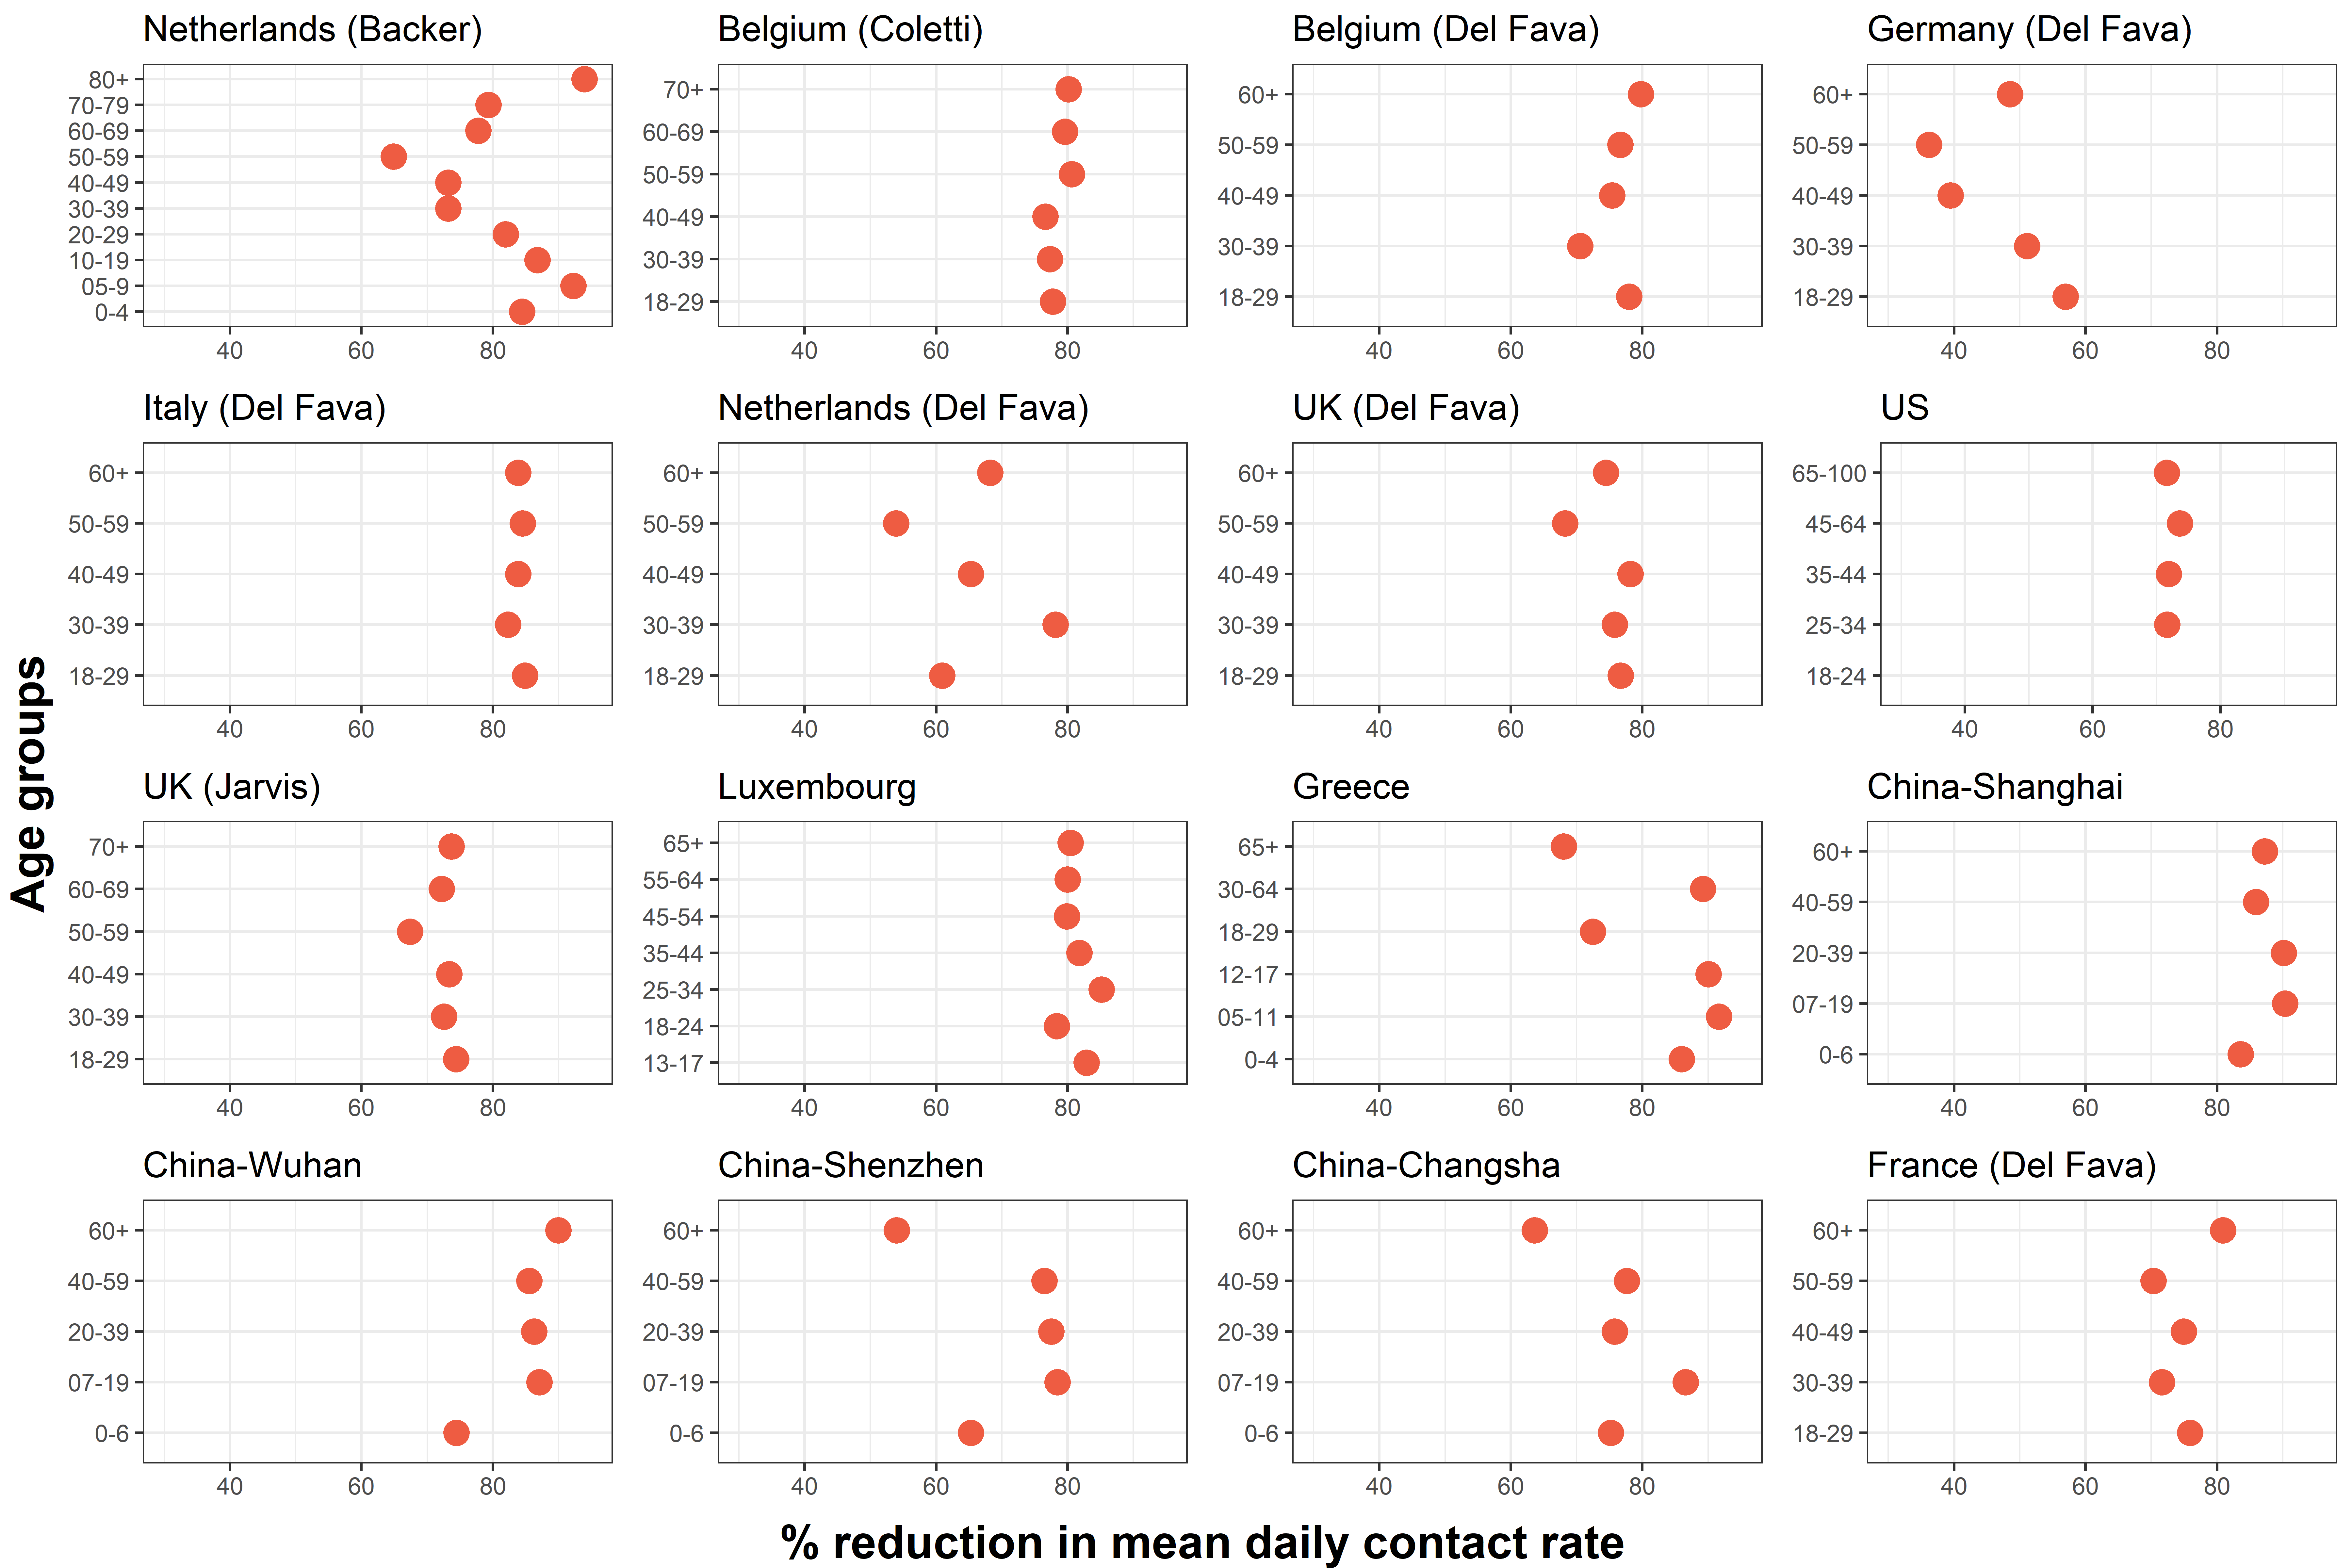 Netherlands (Backer)
80+
70-79
60-69
50-59
40-49
30-39
20-29
10-19
05-9
0-4
40 60 80
Belgium (Coletti)
70+
60-69
50-59
40-49
30-39
18-29
40 60 80
Belgium (Del Fava)
60+
50-59
40-49
30-39
18-29
40 60 80
Germany (Del Fava)
60+
50-59
40-49
30-39
18-29
40 60 80
Italy (Del Fava)
60+
50-59
40-49
30-39
18-29
40 60 80
Netherlands (Del Fava)
60+
50-59
40-49
30-39
18-29
40 60 80
UK (Del Fava)
60+
50-59
40-49
30-39
18-29
40 60 80
US
65-100
45-64
35-44
25-34
18-24
40 60 80
Age groups
UK (Jarvis)
70+
60-69
50-59
40-49
30-39
18-29
40 60 80
Luxembourg
65+
55-64
45-54
35-44
25-34
18-24
13-17
40 60 80
Greece
65+
30-64
18-29
12-17
05-11
0-4
40 60 80
China-Shanghai
60+
40-59
20-39
07-19
0-6
40 60 80
China-Wuhan
60+
40-59
20-39
07-19
0-6
40 60 80
China-Shenzhen
60+
40-59
20-39
07-19
0-6
40 60 80
China-Changsha
60+
40-59
20-39
07-19
0-6
40 60 80
France (Del Fava)
60+
50-59
40-49
30-39
18-29
40 60 80
% reduction in mean daily contact rate